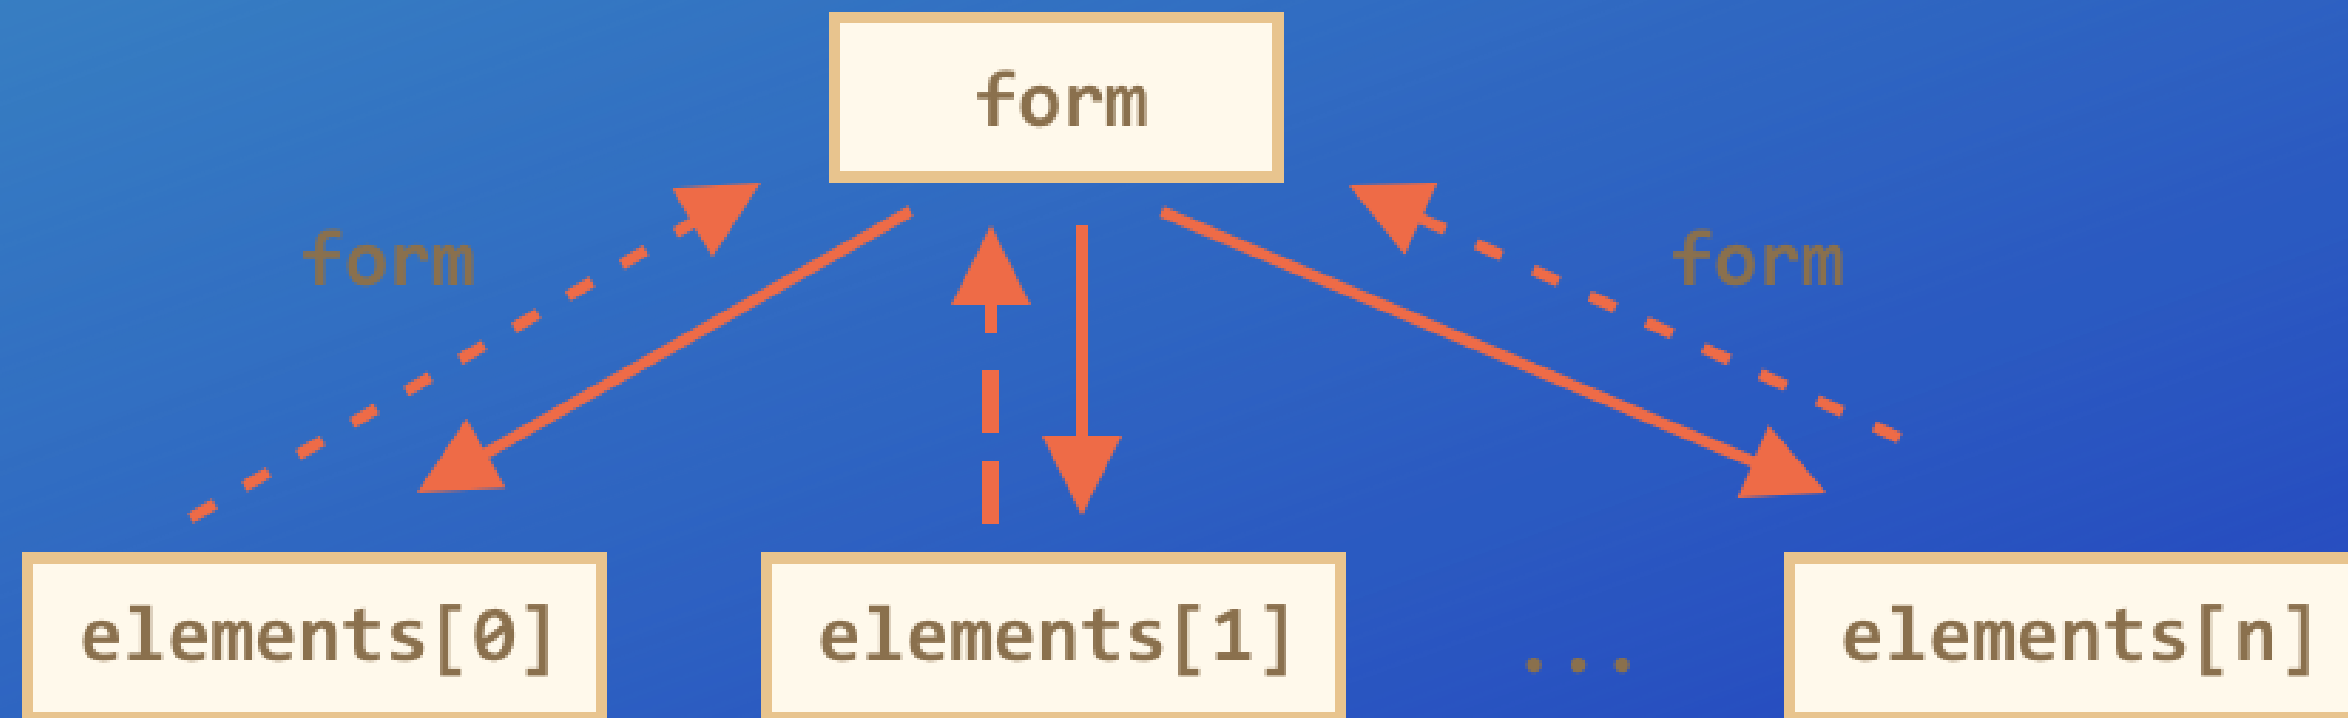 form
form
form
elements[0]
elements[1]
...
elements[n]